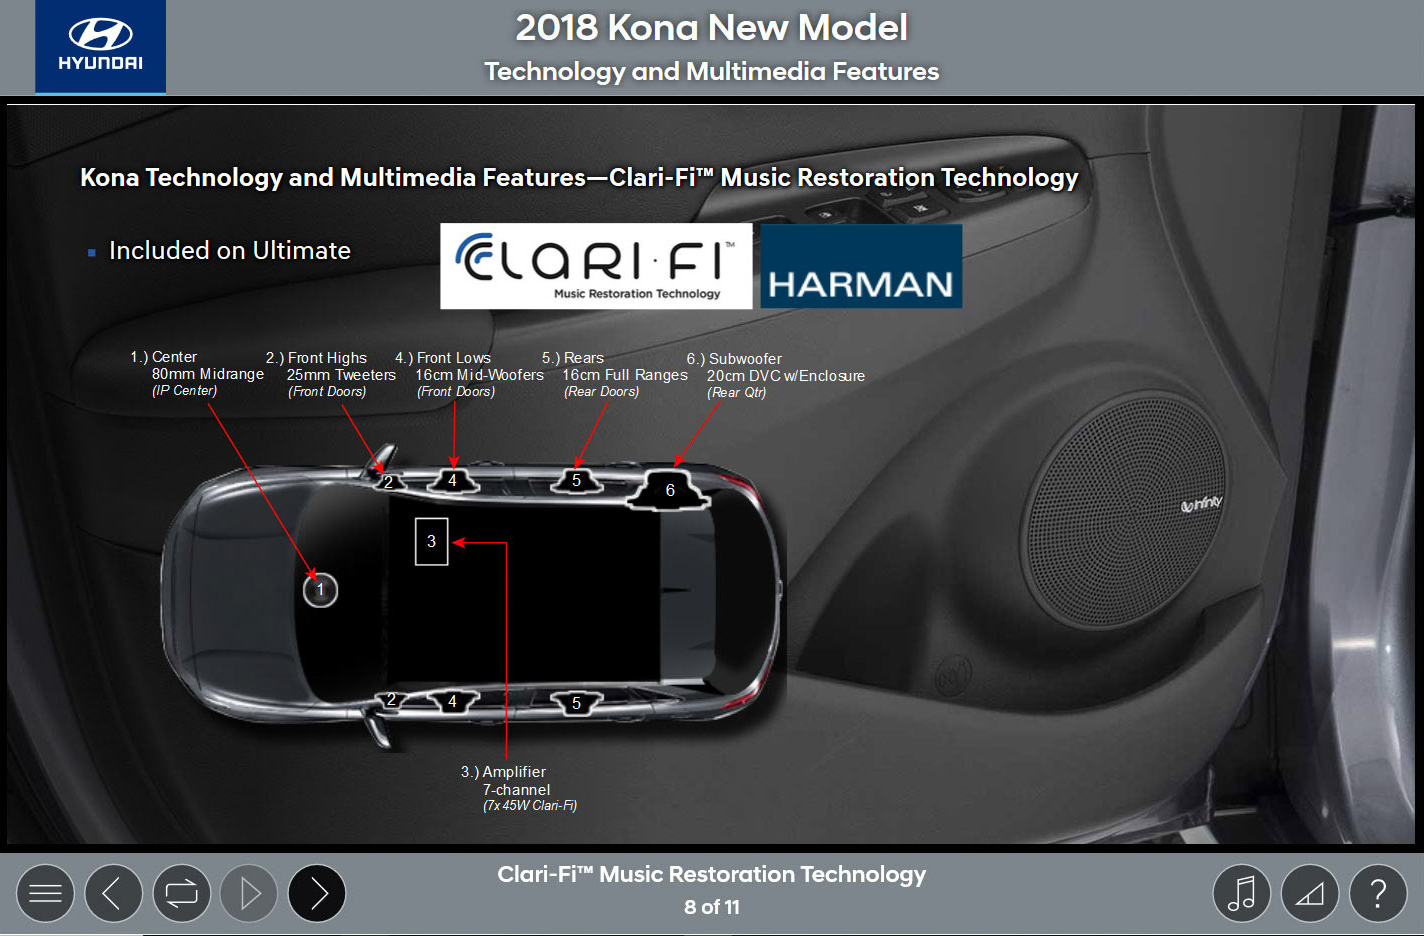 HYUNDAI
2018 Kona New Model
Technology and Multimedia Features
Kona Technology and Multimedia Features—Clari-Fi™ Music Restoration Technology
Included on Ultimate
CLARI·FI™
Music Restoration Technology
HARMAN
1.) Center
80mm Midrange
(IP Center)
2.) Front Highs
25mm Tweeters
(Front Doors)
4.) Front Lows
16cm Mid-Woofers
(Front Doors)
5.) Rears
16cm Full Ranges
(Rear Doors)
6.) Subwoofer
20cm DVC w/Enclosure
(Rear Qtr)
2
4
5
6
3
1
2
4
5
infinity
3.) Amplifier
7-channel
(7x 45W Clari-Fi)
Clari-Fi™ Music Restoration Technology
8 of 11
?